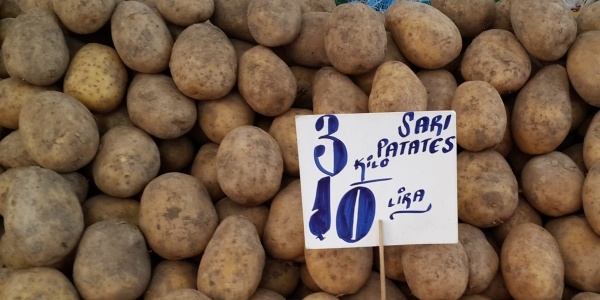 3 KİLO
SARI
PATATES
10 LİRA